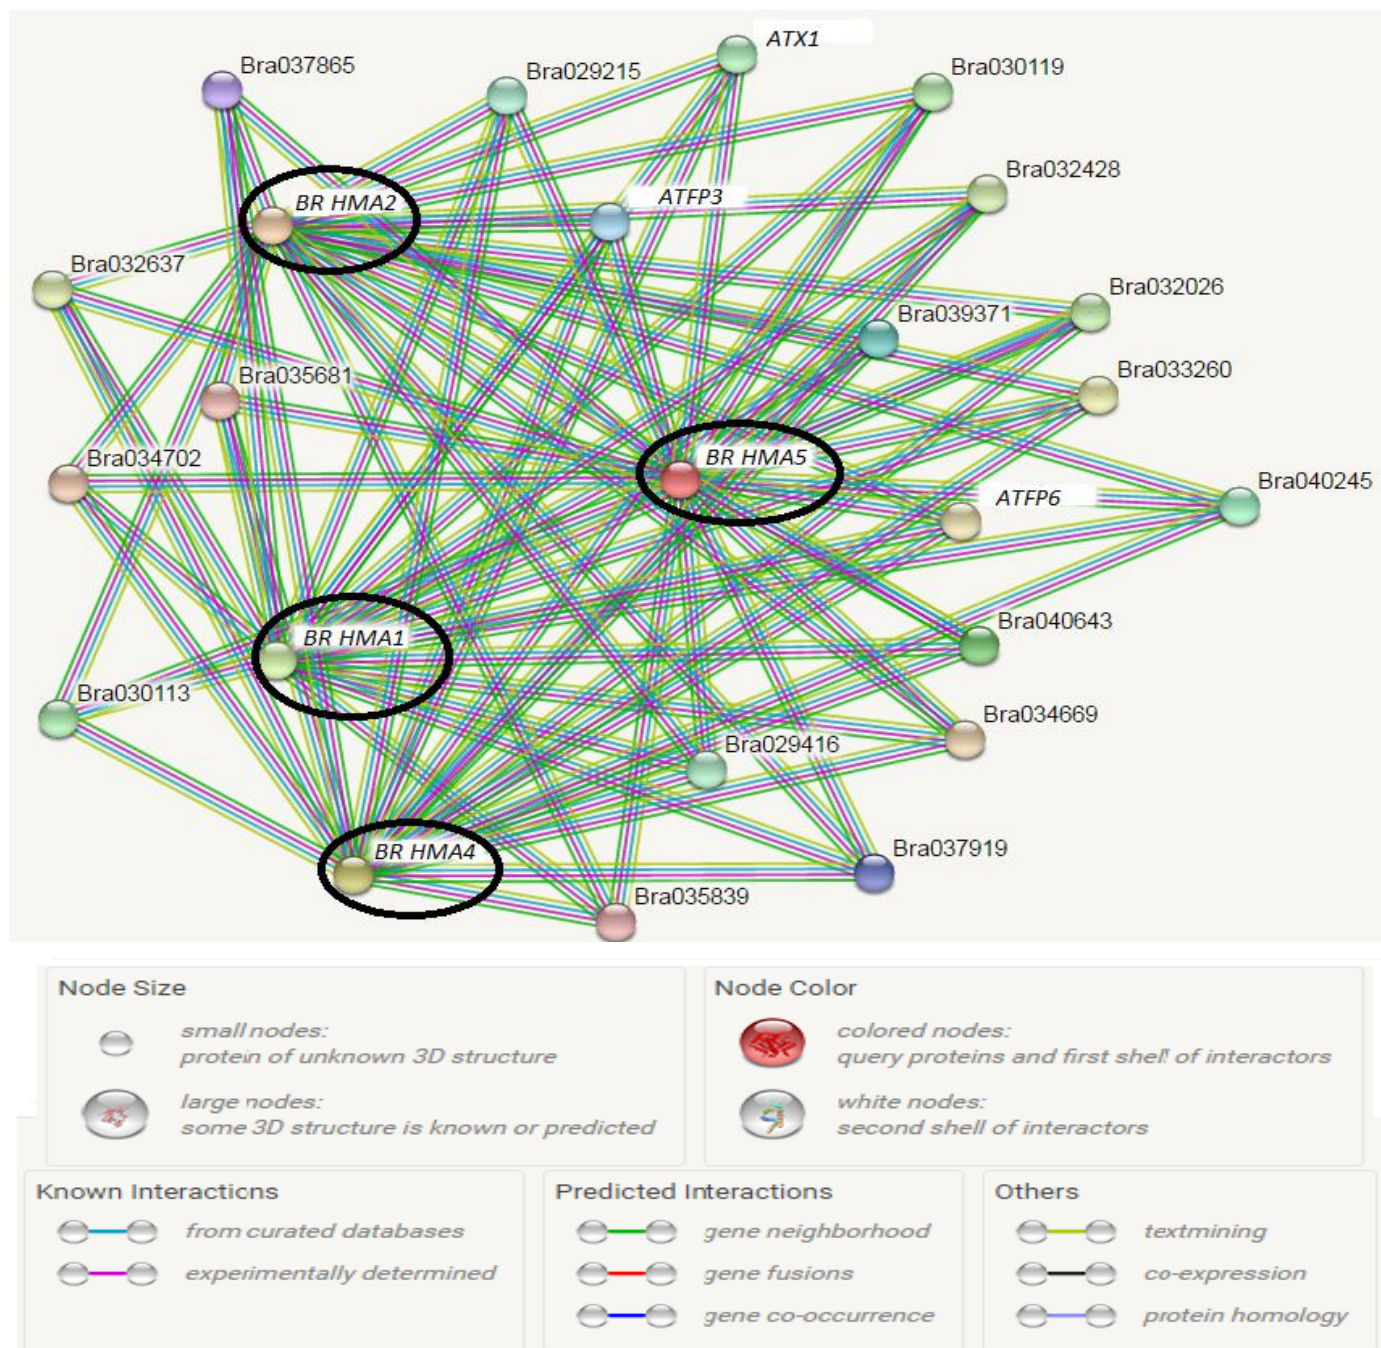 ATX1
Bra037865
Bra029215
Bra030119
Bra032428
BR HMA2
ATFP3
Bra032637
Bra032026
Bra039371
Bra035681
Bra033260
Bra034702
BR HMA5
Bra040245
ATFP6
BR HMA1
Bra040643
Bra030113
Bra034669
Bra029416
BR HMA4
Bra037919
Bra035839
Node Size
small nodes:
protein of unknown 3D structure
large nodes:
some 3D structure is known or predicted
Node Color
colored nodes:
query proteins and first shell of interactors
white nodes:
second shell of interactors
Known Interactions
from curated databases
experimentally determined
Predicted Interactions
gene neighborhood
gene fusions
gene co-occurrence
Others
textmining
co-expression
protein homology